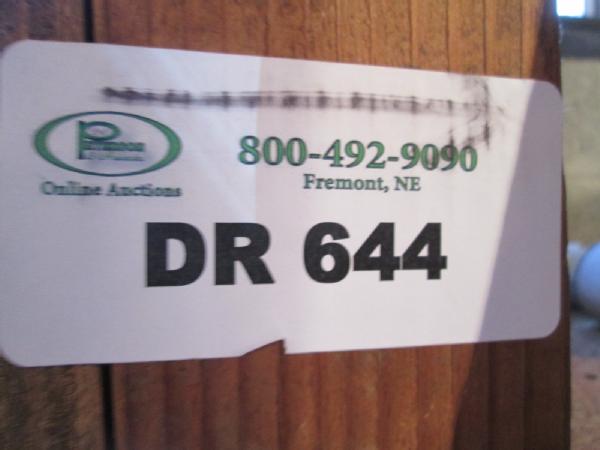 800-492-9090
Fremont, NE
Online Auctions
DR 644